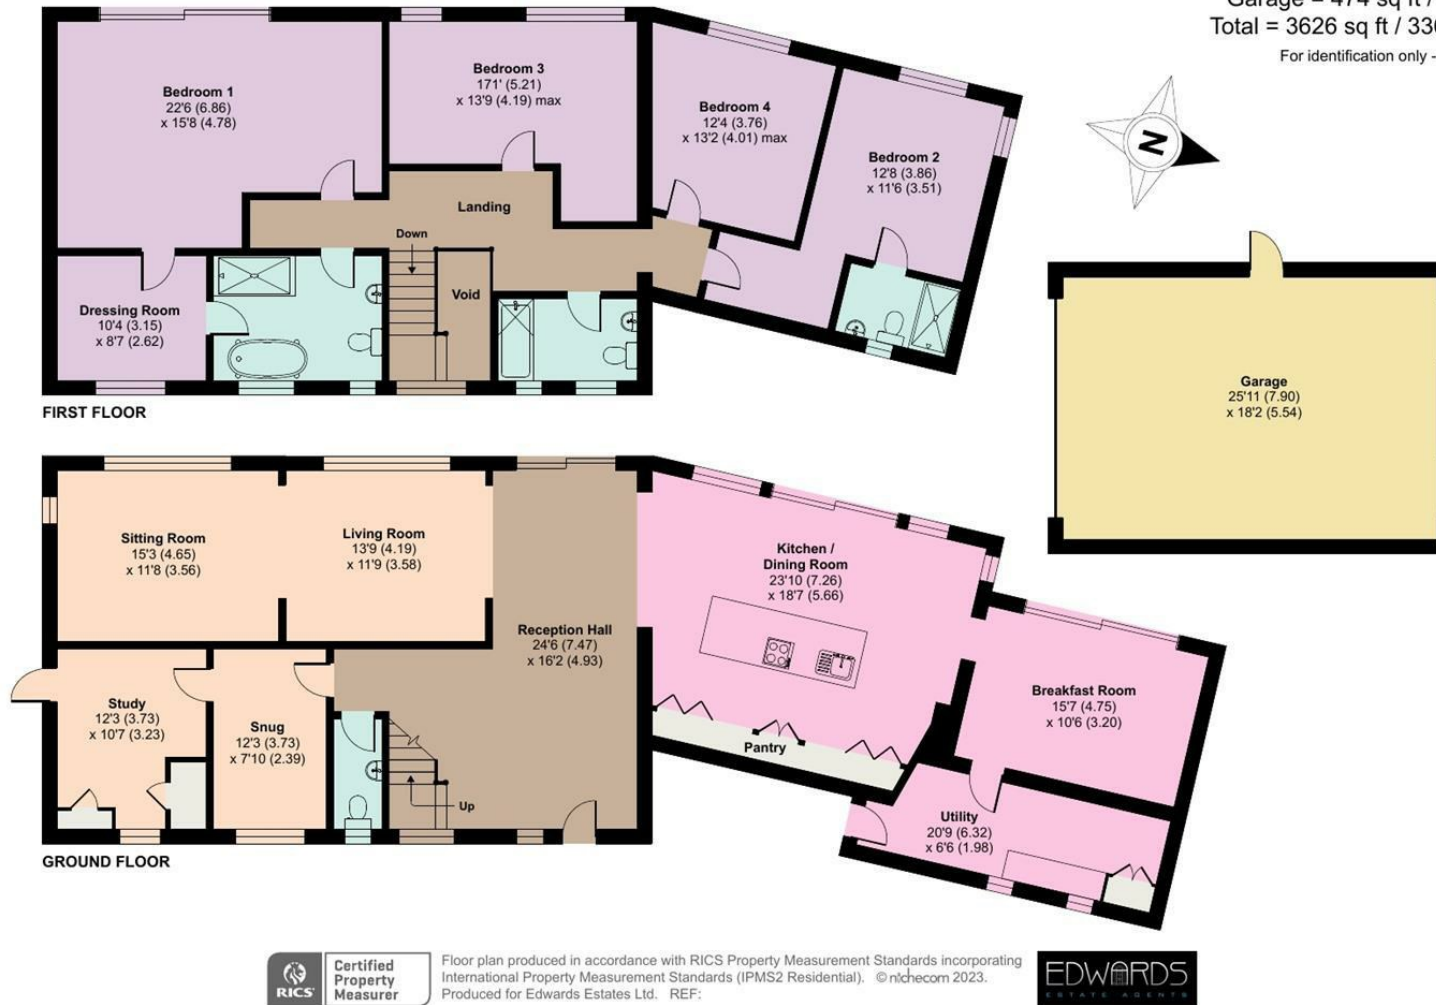 Garage = 474 sq ft /
Total = 3626 sq ft / 336
For identification only -
Bedroom 1
22'6 (6.86)
x 15'8 (4.78)
Bedroom 3
171' (5.21)
x 13'9 (4.19) max
Bedroom 4
12'4 (3.76)
x 13'2 (4.01) max
Bedroom 2
12'8 (3.86)
x 11'6 (3.51)
N
Landing
Down
Void
Dressing Room
10'4 (3.15)
x 8'7 (2.62)
FIRST FLOOR
Garage
25'11 (7.90)
x 18'2 (5.54)
Sitting Room
15'3 (4.65)
x 11'8 (3.56)
Living Room
13'9 (4.19)
x 11'9 (3.58)
Kitchen /
Dining Room
23'10 (7.26)
x 18'7 (5.66)
Reception Hall
24'6 (7.47)
x 16'2 (4.93)
Study
12'3 (3.73)
x 10'7 (3.23)
Snug
12'3 (3.73)
x 7'10 (2.39)
Breakfast Room
15'7 (4.75)
x 10'6 (3.20)
Pantry
Up
Utility
20'9 (6.32)
x 6'6 (1.98)
GROUND FLOOR
RICS
Certified
Property
Measurer
Floor plan produced in accordance with RICS Property Measurement Standards incorporating
International Property Measurement Standards (IPMS2 Residential). © nichecom 2023.
Produced for Edwards Estates Ltd. REF:
EDWARDS
ESTATE AGENTS